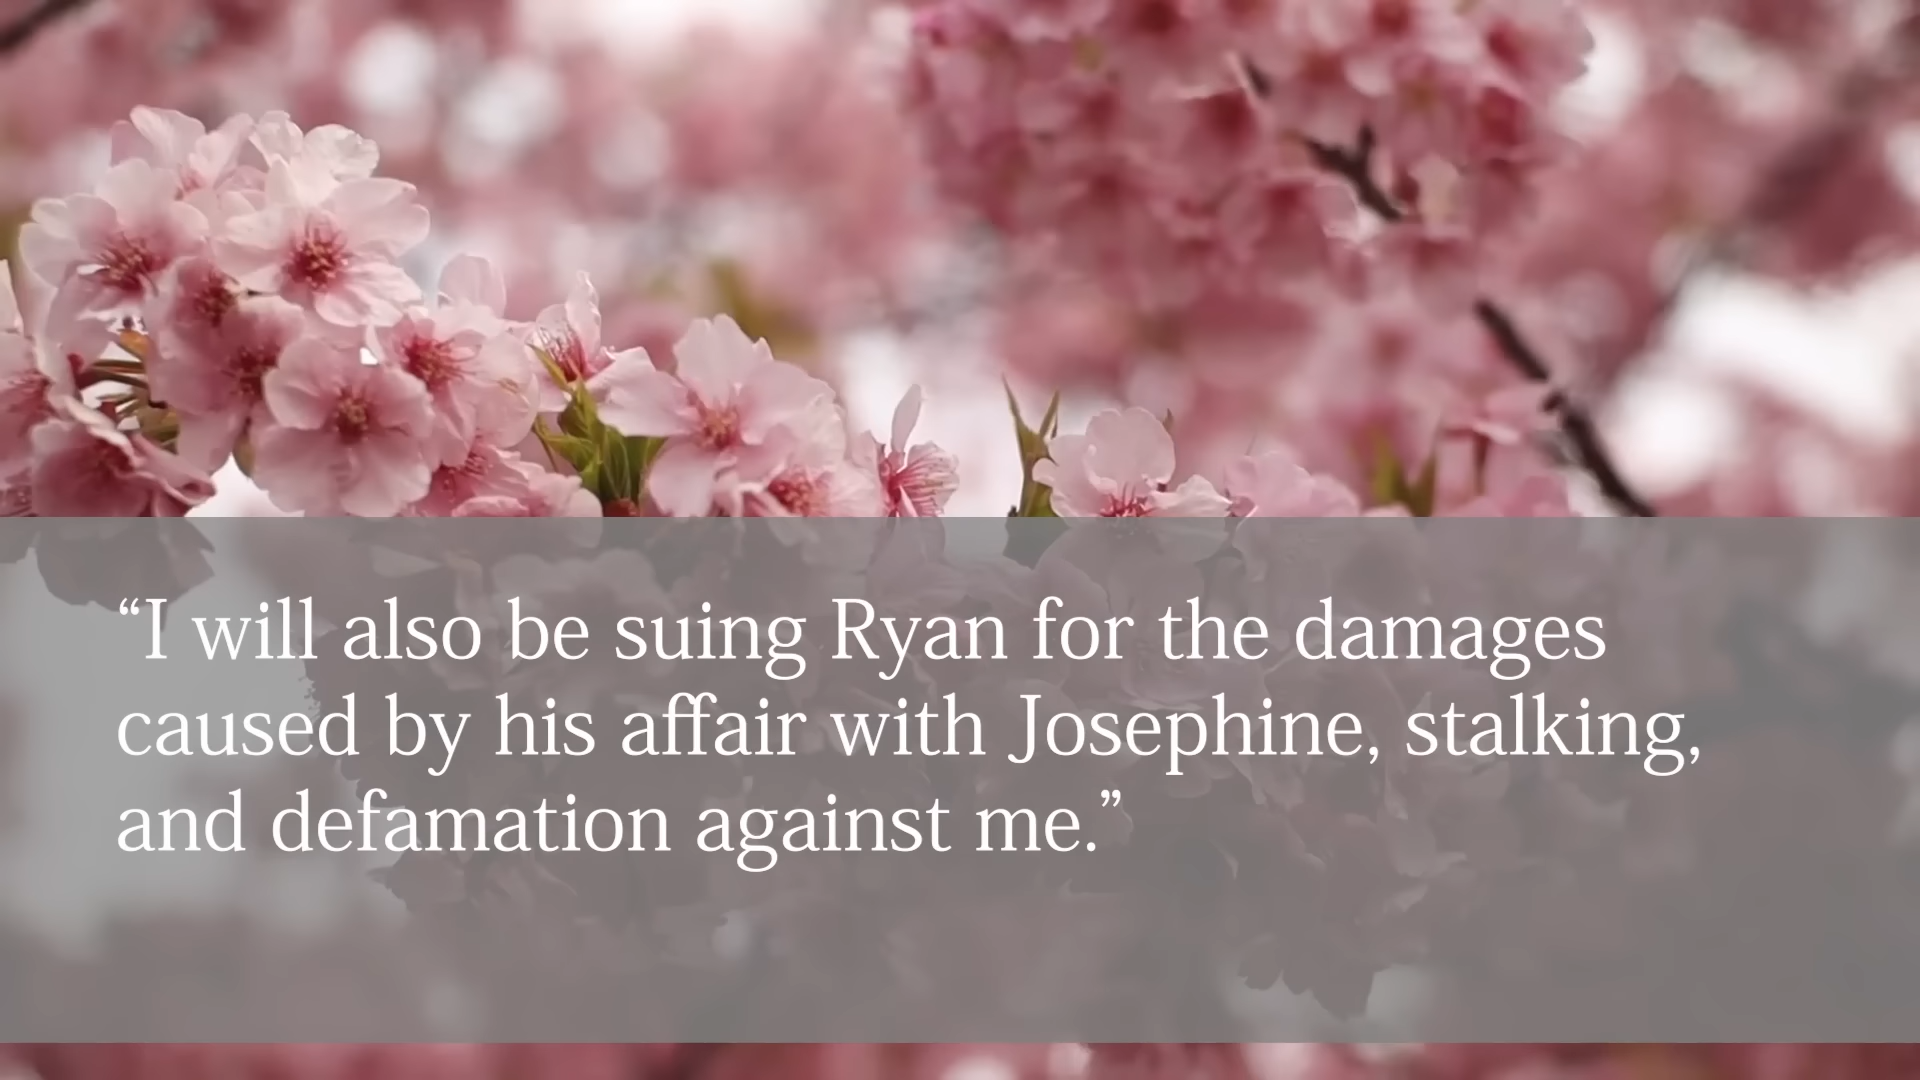 “I will also be suing Ryan for the damages
caused by his affair with Josephine, stalking,
and defamation against me.”